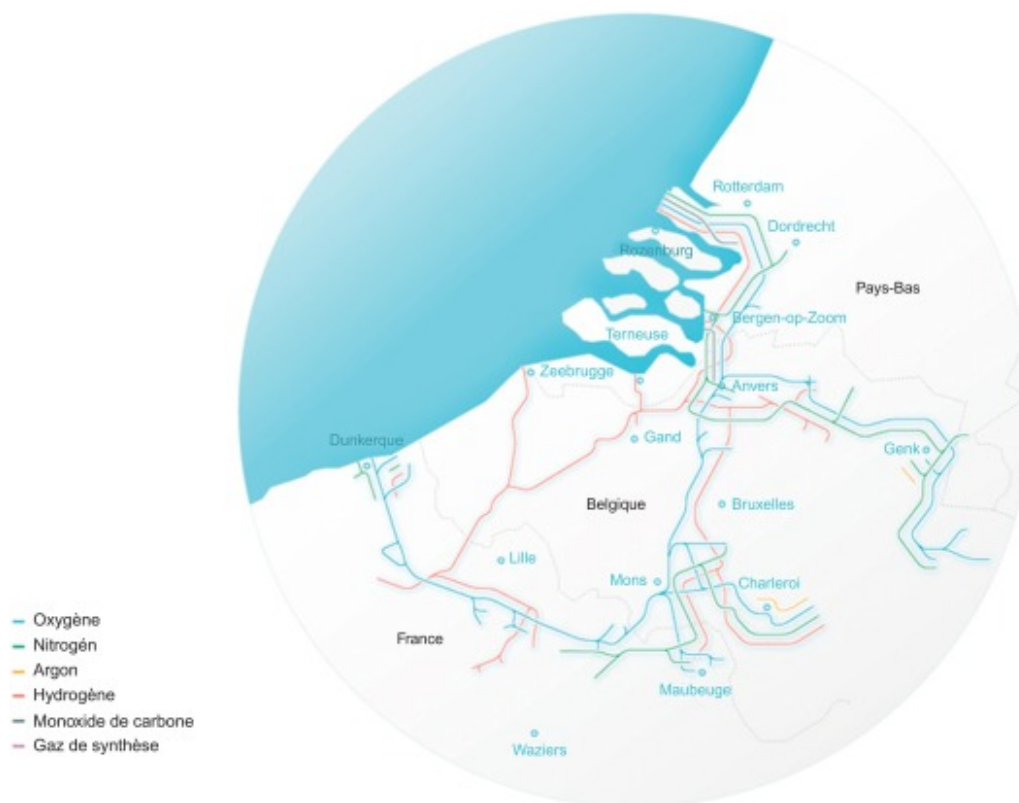 Rotterdam
Dordrecht
Rozenburg
Pays-Bas
Bergen-op-Zoom
Terneuse
Zeebrugge
Anvers
Dunkerque
Gand
Genk
Belgique
Bruxelles
Lille
Mons
Charleroi
Oxygène
France
Nitrogén
Argon
Hydrogène
Maubeuge
Monoxide de carbone
Gaz de synthèse
Waziers